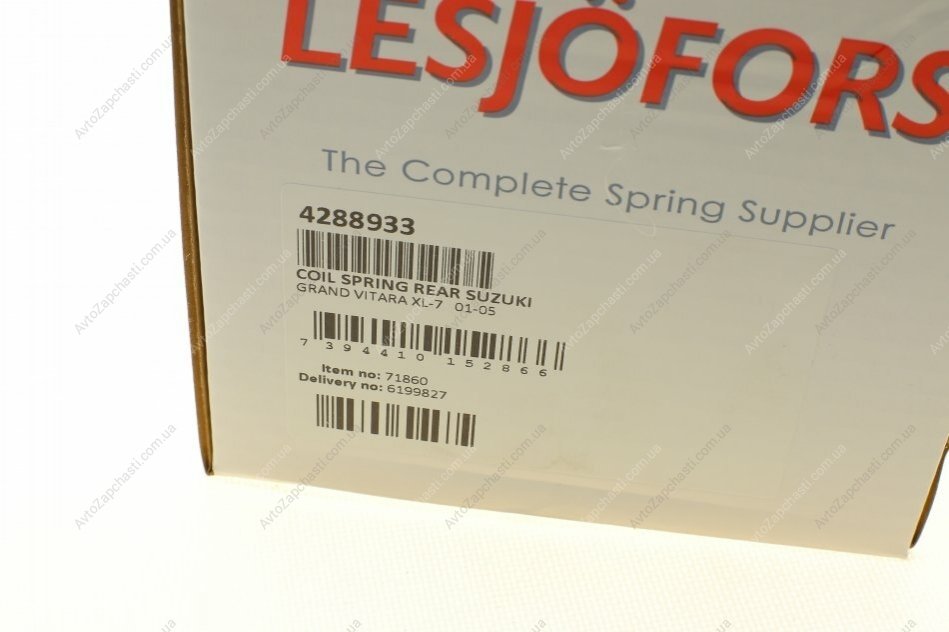 LESJÖFORS
The Complete Spring Supplier
4288933
COIL SPRING REAR SUZUKI
GRAND VITARA XL-7 01-05
7 394410 152866
Item no: 71860
Delivery no: 6199827
AvtoZapchasti.com.ua